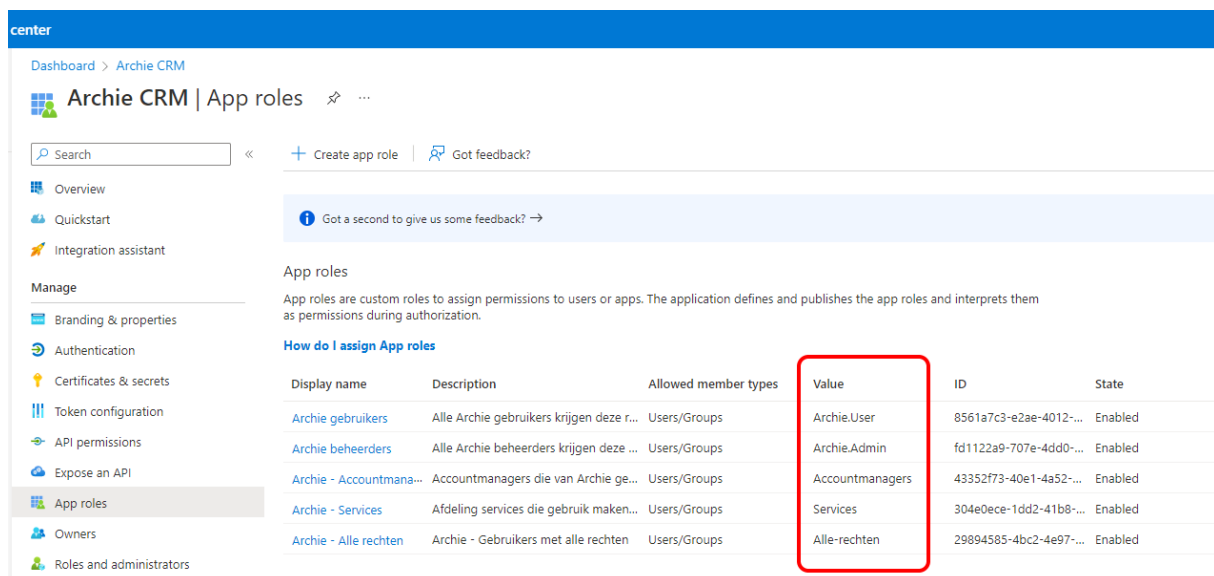 center
Dashboard > Archie CRM
Archie CRM | App roles ...
Search «
+ Create app role Got feedback?
Overview
Quickstart
Integration assistant
Manage
Branding & properties
Authentication
Certificates & secrets
Token configuration
API permissions
Expose an API
App roles
Owners
Roles and administrators
Got a second to give us some feedback? →
App roles
App roles are custom roles to assign permissions to users or apps. The application defines and publishes the app roles and interprets them
as permissions during authorization.
How do I assign App roles
Display name Description Allowed member types Value ID State
Archie gebruikers Alle Archie gebruikers krijgen deze r... Users/Groups Archie.User 8561a7c3-e2ae-4012-... Enabled
Archie beheerders Alle Archie beheerders krijgen deze ... Users/Groups Archie.Admin fd1122a9-707e-4dd0-... Enabled
Archie - Accountmana... Accountmanagers die van Archie ge... Users/Groups Accountmanagers 43352f73-40e1-4a52-... Enabled
Archie - Services Afdeling services die gebruik maken... Users/Groups Services 304e0ece-1dd2-41b8-... Enabled
Archie - Alle rechten Archie - Gebruikers met alle rechten Users/Groups Alle-rechten 29894585-4bc2-4e97-... Enabled